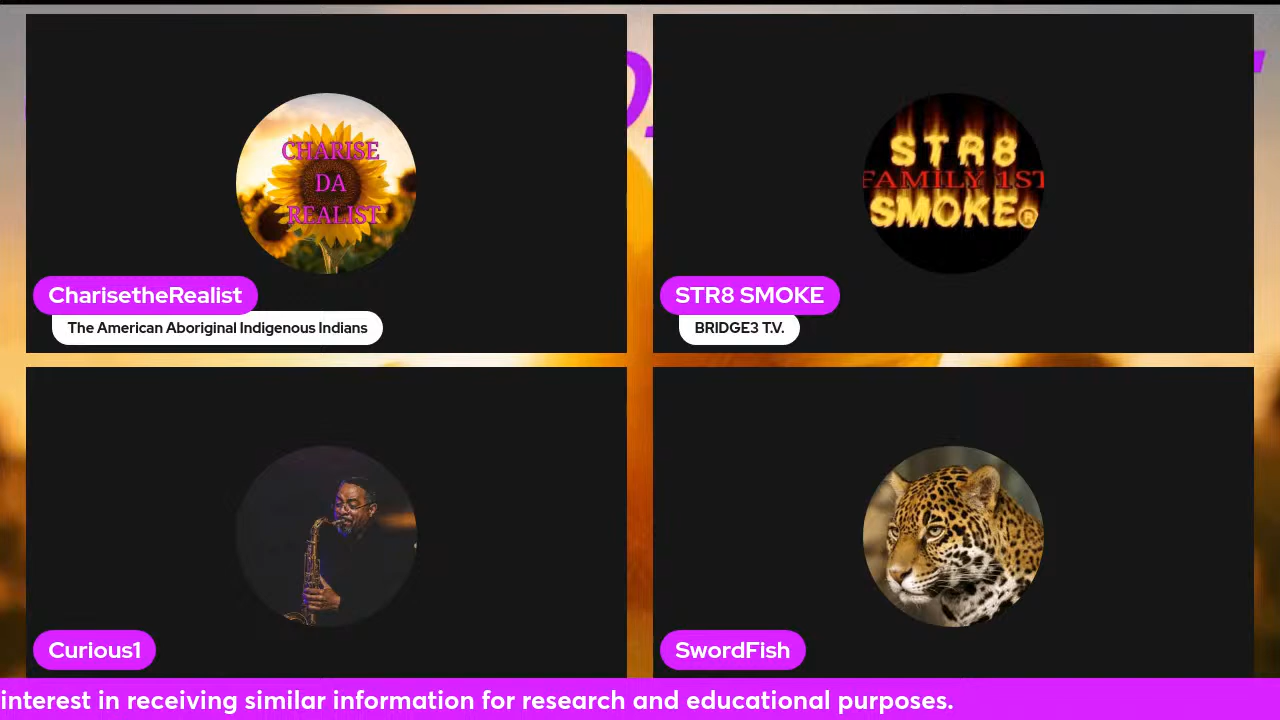 CHARISE
DA
REALIST
CharisetheRealist
The American Aboriginal Indigenous Indians
STR8
FAMILY 1ST
SMOKE®
STR8 SMOKE
BRIDGE3 T.V.
Curious1
SwordFish
interest in receiving similar information for research and educational purposes.